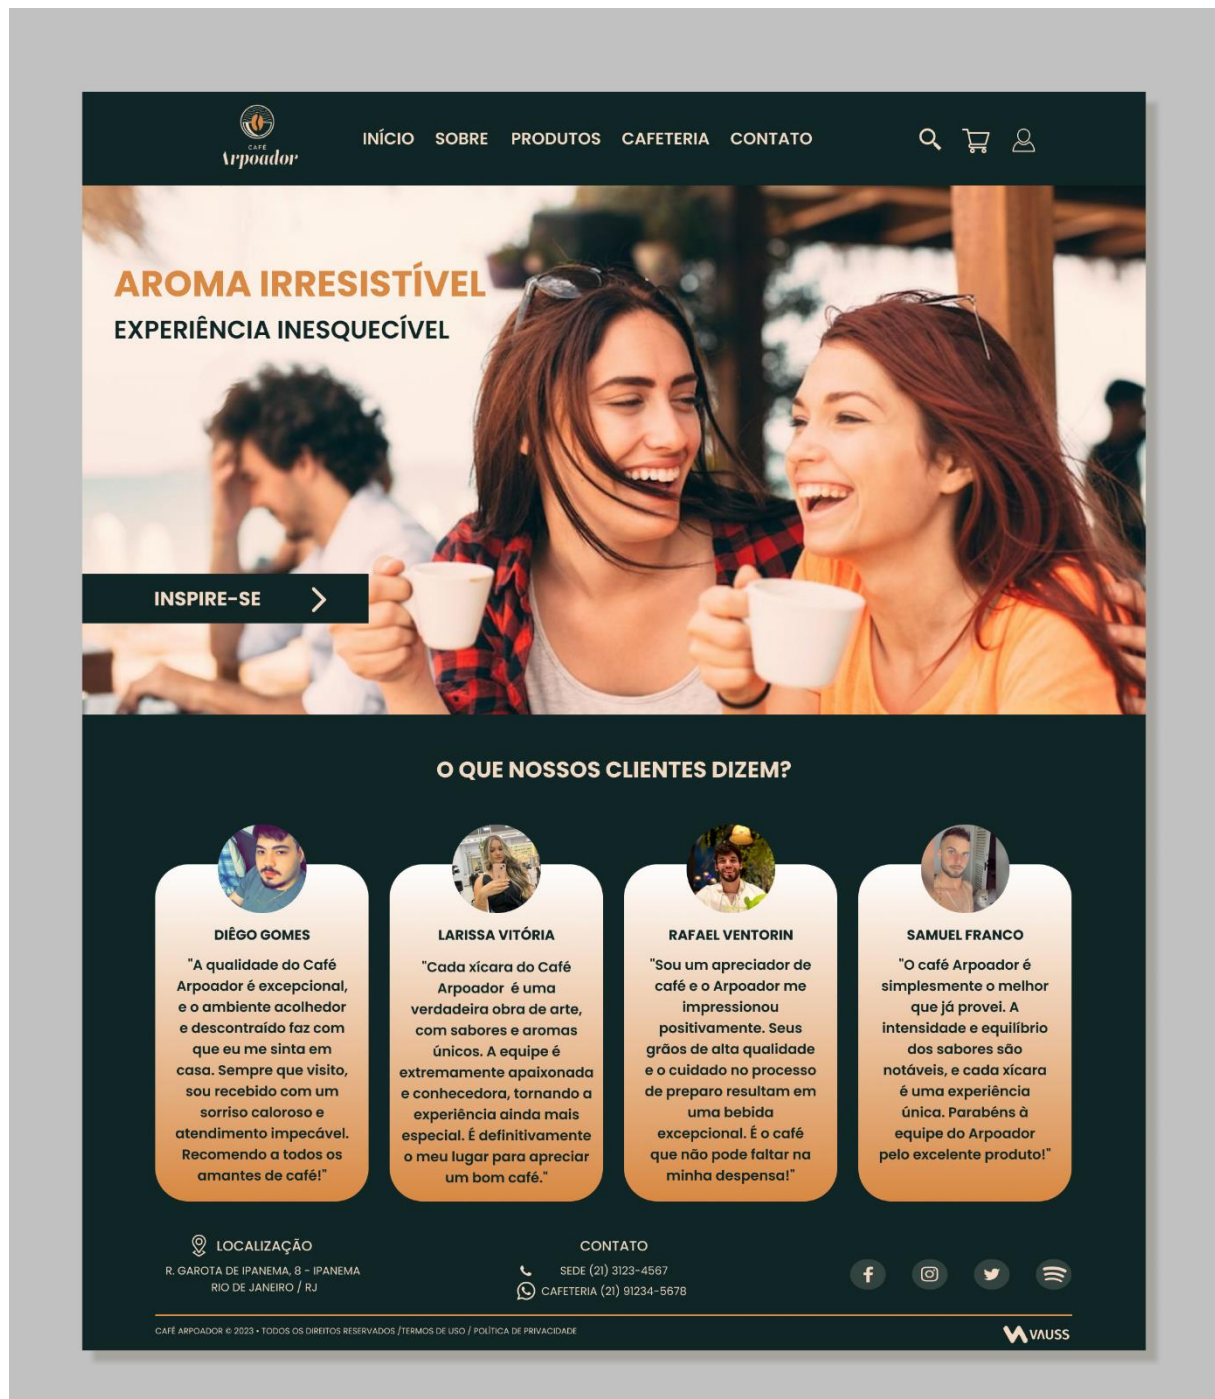 CAFÉ
Arpoador
INÍCIO SOBRE PRODUTOS CAFETERIA CONTATO
AROMA IRRESISTÍVEL
EXPERIÊNCIA INESQUECÍVEL
INSPIRE-SE
O QUE NOSSOS CLIENTES DIZEM?
DIÊGO GOMES
"A qualidade do Café
Arpoador é excepcional,
e o ambiente acolhedor
e descontraído faz com
que eu me sinta em
casa. Sempre que visito,
sou recebido com um
sorriso caloroso e
atendimento impecável.
Recomendo a todos os
amantes de café!"
LARISSA VITÓRIA
"Cada xícara do Café
Arpoador é uma
verdadeira obra de arte,
com sabores e aromas
únicos. A equipe é
extremamente apaixonada
e conhecedora, tornando a
experiência ainda mais
especial. É definitivamente
o meu lugar para apreciar
um bom café."
RAFAEL VENTORIN
"Sou um apreciador de
café e o Arpoador me
impressionou
positivamente. Seus
grãos de alta qualidade
e o cuidado no processo
de preparo resultam em
uma bebida
excepcional. É o café
que não pode faltar na
minha despensa!"
SAMUEL FRANCO
"O café Arpoador é
simplesmente o melhor
que já provei. A
intensidade e equilíbrio
dos sabores são
notáveis, e cada xícara
é uma experiência
única. Parabéns à
equipe do Arpoador
pelo excelente produto!"
LOCALIZAÇÃO
R. GAROTA DE IPANEMA, 8 - IPANEMA
RIO DE JANEIRO / RJ
CONTATO
SEDE (21) 3123-4567
CAFETERIA (21) 91234-5678
CAFÉ ARPOADOR © 2023 • TODOS OS DIREITOS RESERVADOS /TERMOS DE USO / POLÍTICA DE PRIVACIDADE
VAUSS